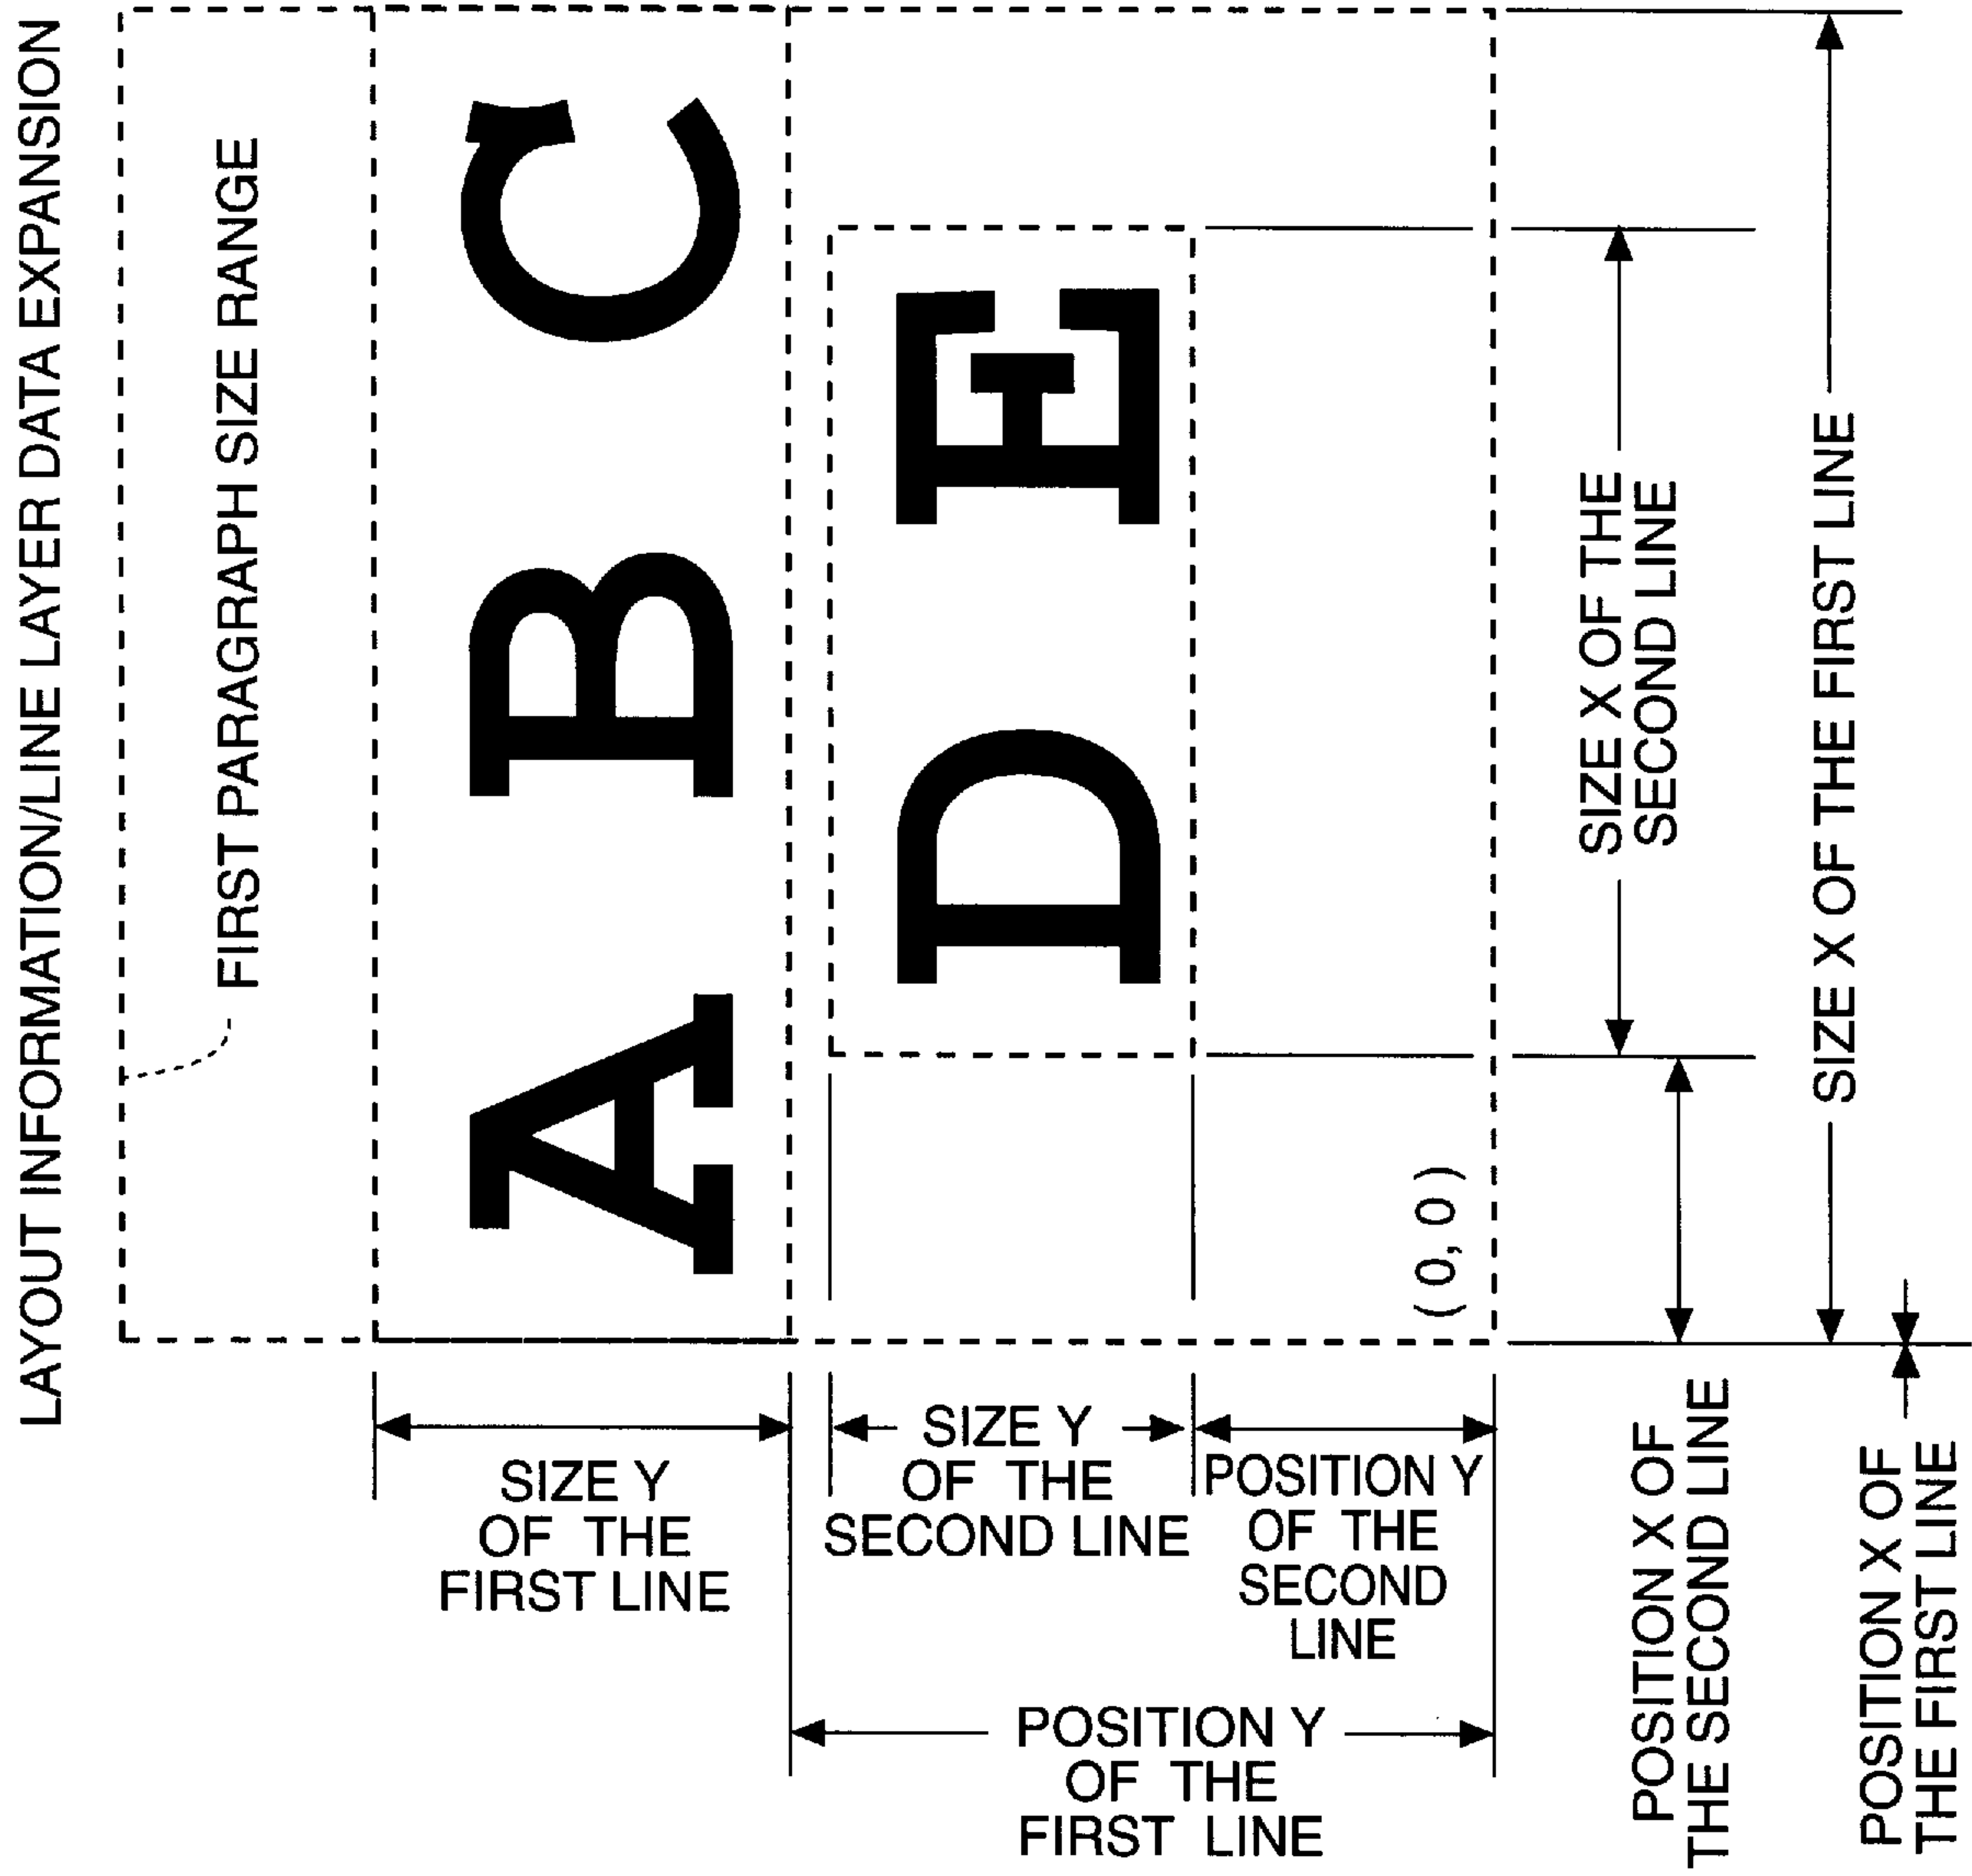 LAYOUT INFORMATION/LINE LAYER DATA EXPANSION
FIRST PARAGRAPH SIZE RANGE
A B C
D E
(0,0)
SIZE Y
OF THE
FIRST LINE
SIZE Y
OF THE
SECOND LINE
POSITION Y
OF THE
SECOND
LINE
POSITION Y
OF THE
FIRST LINE
SIZE X OF THE
SECOND LINE
POSITION X OF
THE SECOND LINE
SIZE X OF THE FIRST LINE
POSITION X OF
THE FIRST LINE